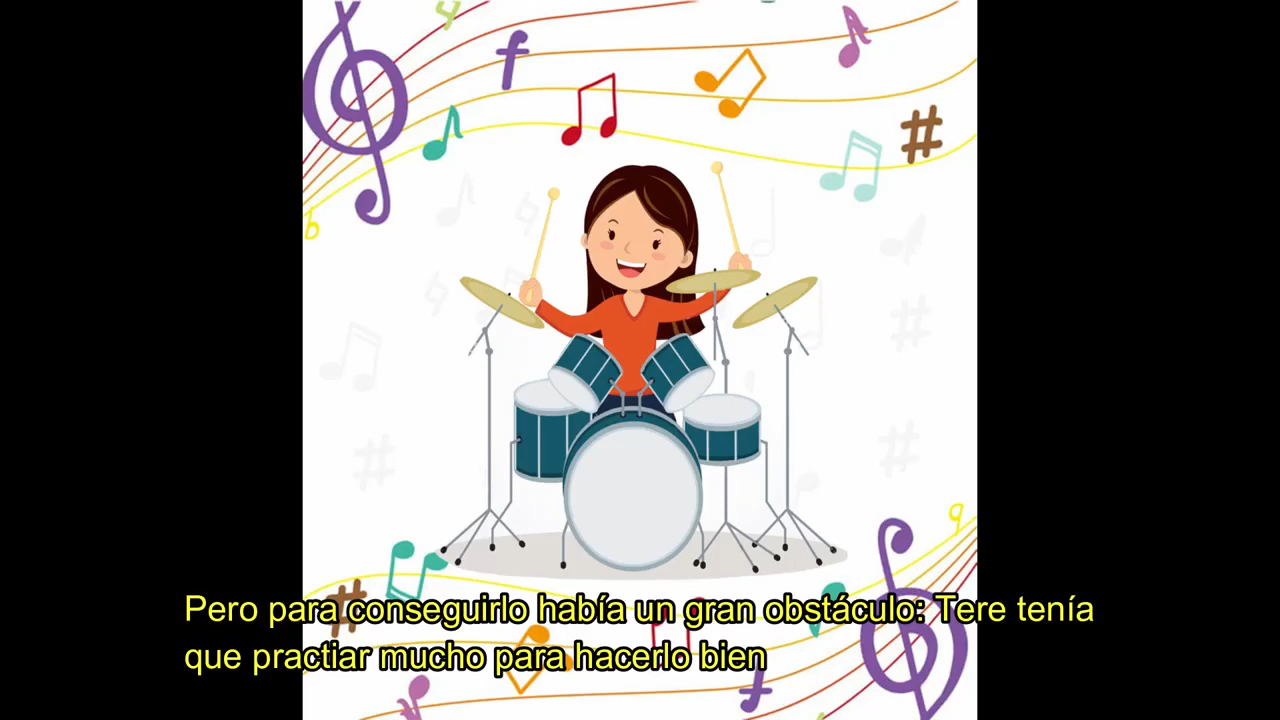 Pero para conseguirlo había un gran obstáculo: Tere tenía
que practiar mucho para hacerlo bien